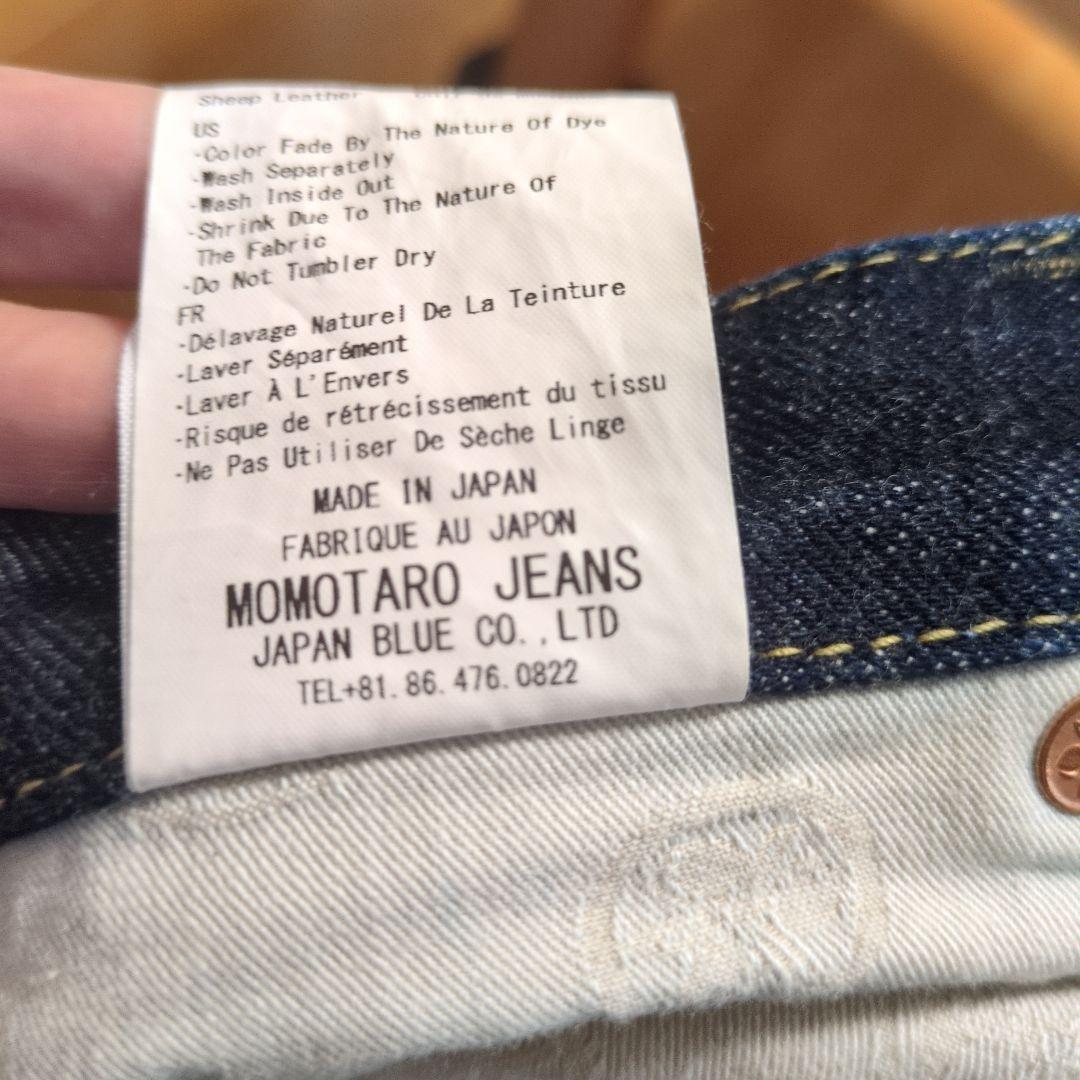 Sheep Leather
US
-Color Fade By The Nature Of Dye
-Wash Separately
-Wash Inside Out
-Shrink Due To The Nature Of
The Fabric
-Do Not Tumbler Dry
FR
-Délavage Naturel De La Teinture
-Laver Séparément
-Laver À L'Envers
-Risque de rétrécissement du tissu
-Ne Pas Utiliser De Sèche Linge
MADE IN JAPAN
FABRIQUE AU JAPON
MOMOTARO JEANS
JAPAN BLUE CO.,LTD
TEL+81.86.476.0822